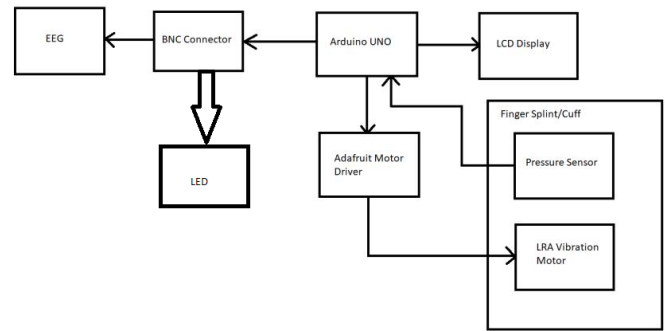 EEG
BNC Connector
Arduino UNO
LCD Display
Finger Splint/Cuff
Adafruit Motor
Driver
Pressure Sensor
LED
LRA Vibration
Motor